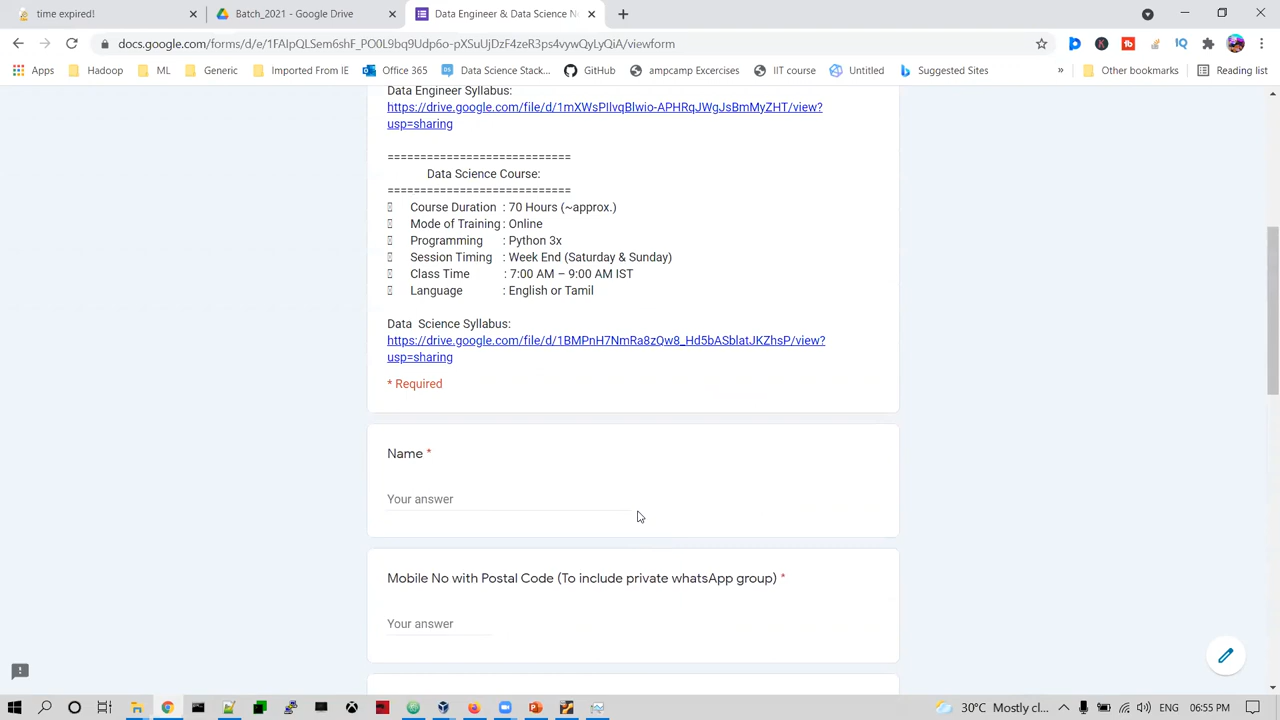 time expired!
Batch_2021 - Google Drive
Data Engineer & Data Science N
docs.google.com/forms/d/e/1FAIpQLSem6shF_PO0L9bq9Udp6o-pXSuUjDzF4zeR3ps4vywQyLyQiA/viewform
Apps
Hadoop
ML
Generic
Imported From IE
Office 365
Data Science Stack...
GitHub
ampcamp Excercises
IIT course
Untitled
Suggested Sites
»
Other bookmarks
Reading list
Data Engineer Syllabus:
https://drive.google.com/file/d/1mXWsPIlvqBlwio-APHRqJWgJsBmMyZHT/view?
usp=sharing
===========================
Data Science Course:
===========================
Course Duration : 70 Hours (~approx.)
Mode of Training : Online
Programming : Python 3x
Session Timing : Week End (Saturday & Sunday)
Class Time : 7:00 AM – 9:00 AM IST
Language : English or Tamil
Data Science Syllabus:
https://drive.google.com/file/d/1BMPnH7NmRa8zQw8_Hd5bASblatJKZhsP/view?
usp=sharing
* Required
Name *
Your answer
Mobile No with Postal Code (To include private whatsApp group) *
Your answer
30°C Mostly cl...
06:55 PM